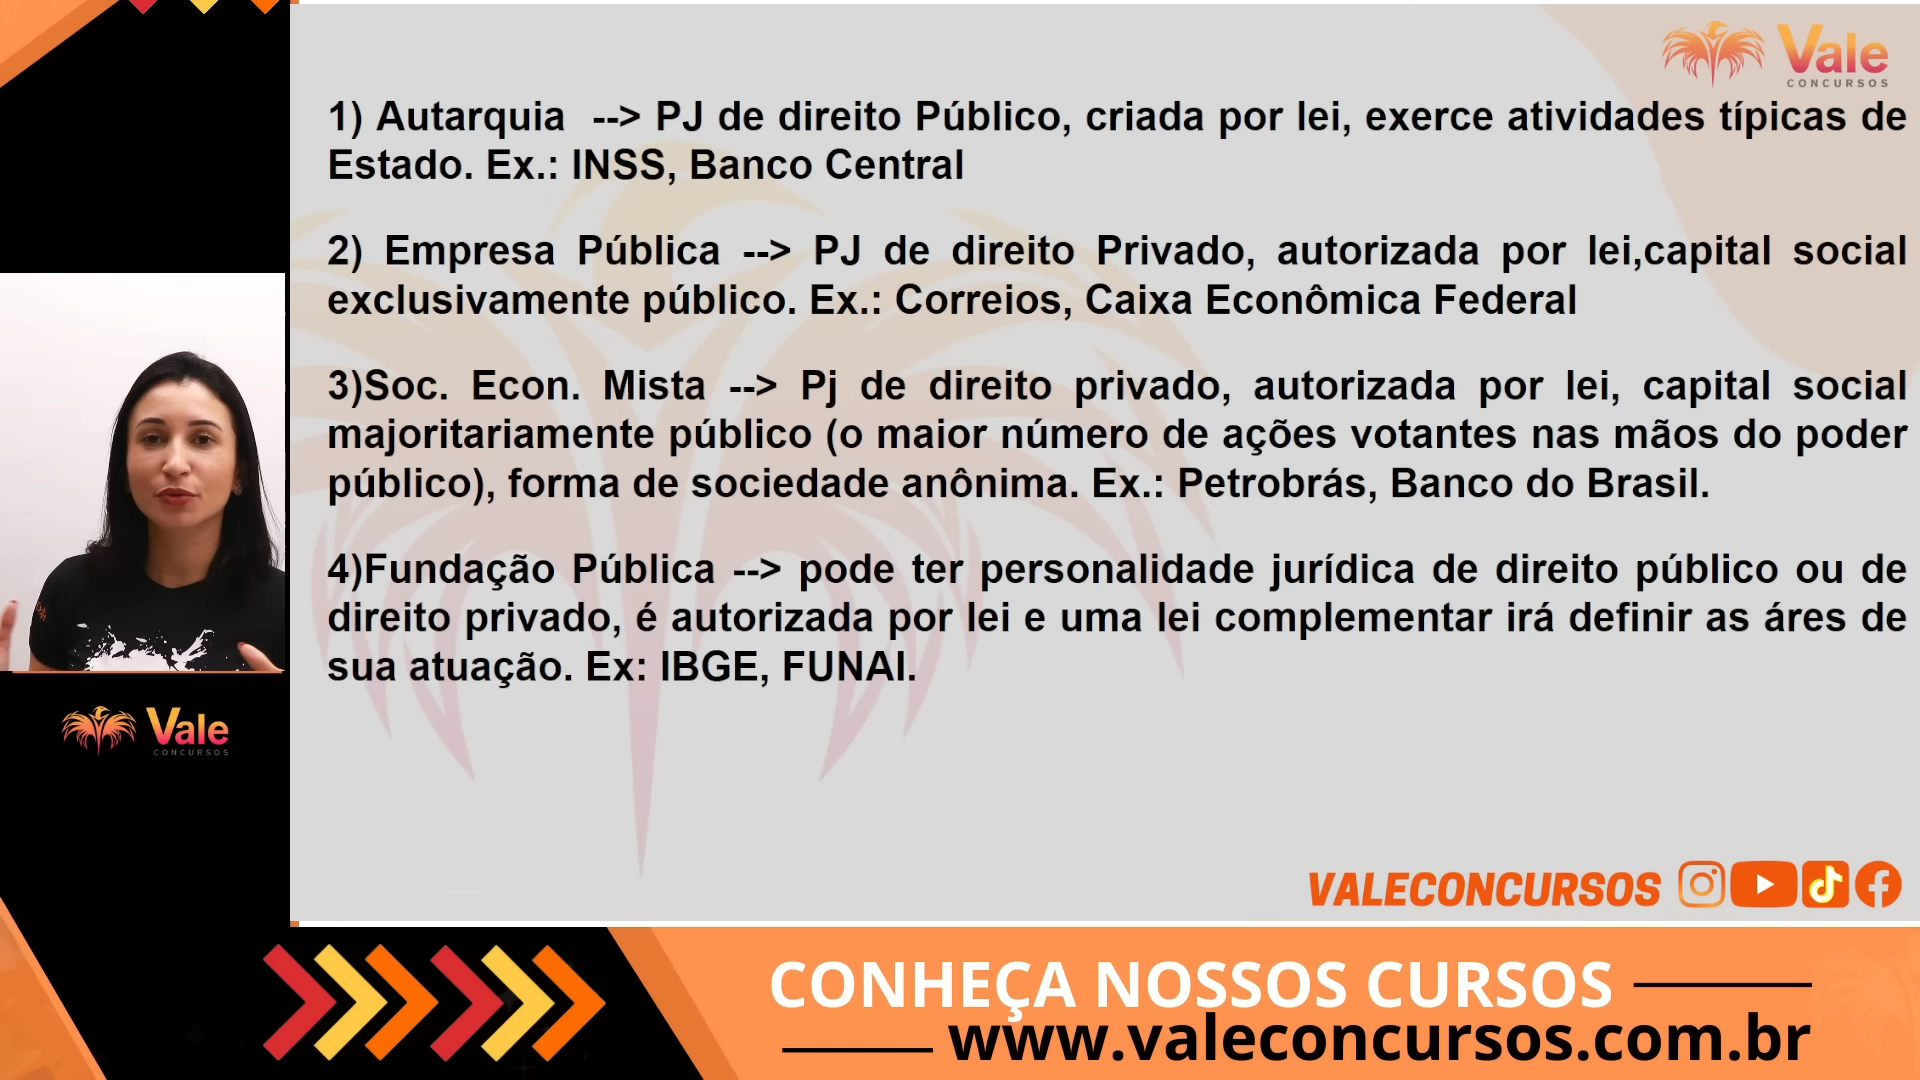 Vale
CONCURSOS
1) Autarquia --> PJ de direito Público, criada por lei, exerce atividades típicas de
Estado. Ex.: INSS, Banco Central
2) Empresa Pública --> PJ de direito Privado, autorizada por lei,capital social
exclusivamente público. Ex.: Correios, Caixa Econômica Federal
3)Soc. Econ. Mista --> Pj de direito privado, autorizada por lei, capital social
majoritariamente público (o maior número de ações votantes nas mãos do poder
público), forma de sociedade anônima. Ex.: Petrobrás, Banco do Brasil.
4)Fundação Pública --> pode ter personalidade jurídica de direito público ou de
direito privado, é autorizada por lei e uma lei complementar irá definir as áres de
sua atuação. Ex: IBGE, FUNAI.
Vale
CONCURSOS
VALECONCURSOS
CONHEÇA NOSSOS CURSOS
www.valeconcursos.com.br